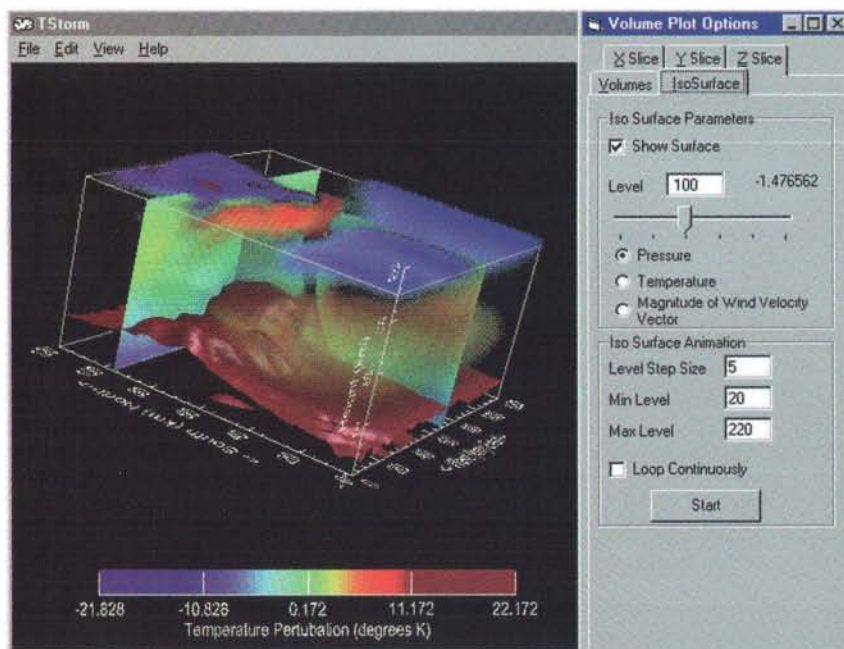 TStorm
File Edit View Help
<- South (km) North->
-21.828 -10.828 0.172 11.172 22.172
Temperature Pertubation (degrees K)
Volume Plot Options
X Slice Y Slice Z Slice
Volumes IsoSurface
Iso Surface Parameters
Show Surface
Level 100 -1.476562
Pressure
Temperature
Magnitude of Wind Velocity
Vector
Iso Surface Animation
Level Step Size 5
Min Level 20
Max Level 220
Loop Continuously
Start